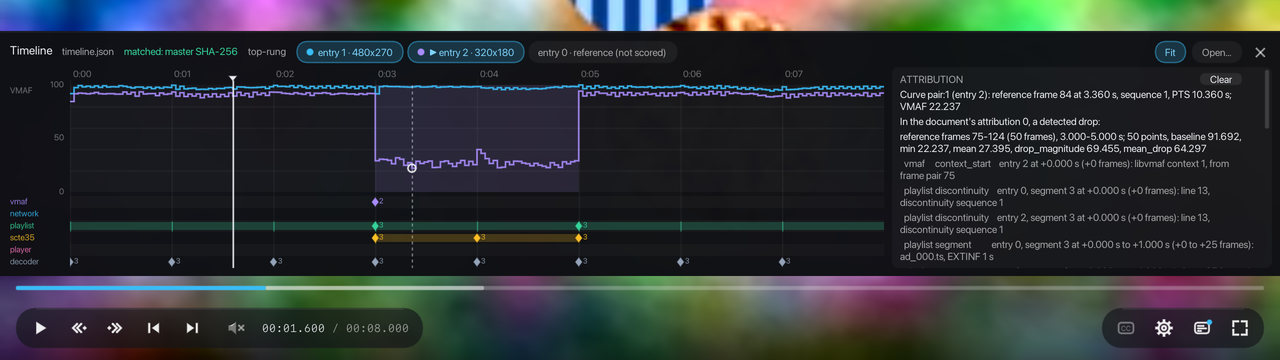 Timeline timeline.json matched: master SHA-256 top-rung entry 1 · 480x270 ▶ entry 2 · 320x180 entry 0 · reference (not scored) Fit Open...
0:00 0:01 0:02 0:03 0:04 0:05 0:06 0:07
VMAF 100
50
0
vmaf 2
network
playlist 3 3
scte35 3 3 3
player
decoder 3 3 3 3 3 3 3 3
ATTRIBUTION Clear
Curve pair:1 (entry 2): reference frame 84 at 3.360 s, sequence 1, PTS 10.360 s;
VMAF 22.237
In the document's attribution 0, a detected drop:
reference frames 75-124 (50 frames), 3.000-5.000 s; 50 points, baseline 91.692,
min 22.237, mean 27.395, drop_magnitude 69.455, mean_drop 64.297
vmaf context_start entry 2 at +0.000 s (+0 frames): libvmaf context 1, from
frame pair 75
playlist discontinuity entry 0, segment 3 at +0.000 s (+0 frames): line 13,
discontinuity sequence 1
playlist discontinuity entry 2, segment 3 at +0.000 s (+0 frames): line 13,
discontinuity sequence 1
playlist segment entry 0, segment 3 at +0.000 s to +1.000 s (+0 to +25 frames):
ad_000.ts, EXTINF 1 s
00:01.600 / 00:08.000
CC